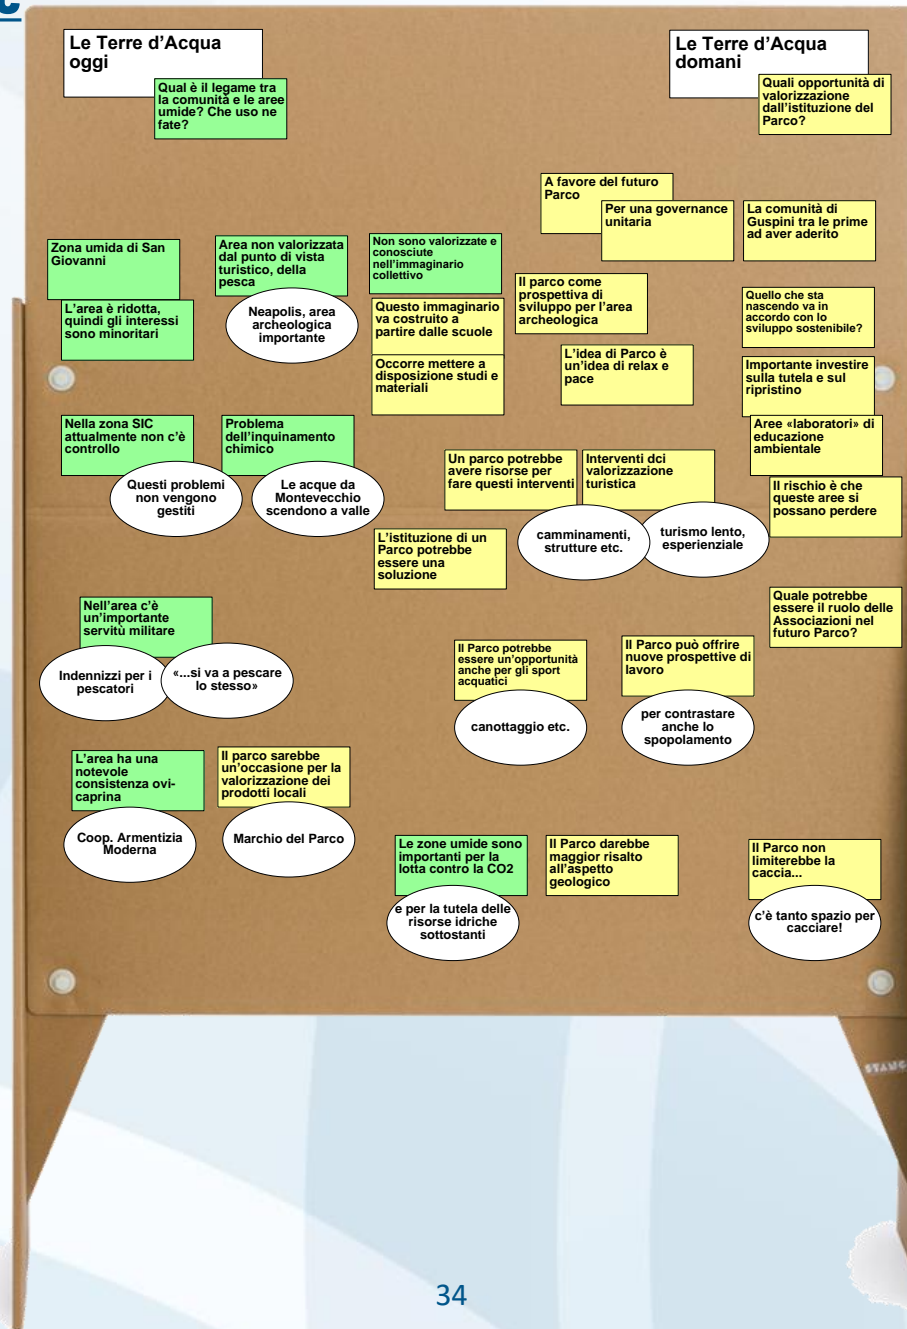 Le Terre d'Acqua
oggi
Qual è il legame tra
la comunità e le aree
umide? Che uso ne
fate?
Le Terre d'Acqua
domani
Quali opportunità di
valorizzazione
dall'istituzione del
Parco?
A favore del futuro
Parco
Per una governance
unitaria
La comunità di
Guspini tra le prime
ad aver aderito
Zona umida di San
Giovanni
L'area è ridotta,
quindi gli interessi
sono minoritari
Area non valorizzata
dal punto di vista
turistico, della
pesca
Neapolis, area
archeologica
importante
Non sono valorizzate e
conosciute
nell'immaginario
collettivo
Questo immaginario
va costruito a
partire dalle scuole
Occorre mettere a
disposizione studi e
materiali
Il parco come
prospettiva di
sviluppo per l'area
archeologica
L'idea di Parco è
un'idea di relax e
pace
Quello che sta
nascendo va in
accordo con lo
sviluppo sostenibile?
Importante investire
sulla tutela e sul
ripristino
Aree «laboratori» di
educazione
ambientale
Il rischio è che
queste aree si
possano perdere
Nella zona SIC
attualmente non c'è
controllo
Questi problemi
non vengono
gestiti
Problema
dell'inquinamento
chimico
Le acque da
Montevecchio
scendono a valle
Un parco potrebbe
avere risorse per
fare questi interventi
Interventi dci
valorizzazione
turistica
camminamenti,
strutture etc.
turismo lento,
esperienziale
L'istituzione di un
Parco potrebbe
essere una
soluzione
Quale potrebbe
essere il ruolo delle
Associazioni nel
futuro Parco?
Nell'area c'è
un'importante
servitù militare
Indennizzi per i
pescatori
«...si va a pescare
lo stesso»
Il Parco potrebbe
essere un'opportunità
anche per gli sport
acquatici
canottaggio etc.
Il Parco può offrire
nuove prospettive di
lavoro
per contrastare
anche lo
spopolamento
L'area ha una
notevole
consistenza ovi-
caprina
Coop. Armentizia
Moderna
Il parco sarebbe
un'occasione per la
valorizzazione dei
prodotti locali
Marchio del Parco
Le zone umide sono
importanti per la
lotta contro la CO2
e per la tutela delle
risorse idriche
sottostanti
Il Parco darebbe
maggior risalto
all'aspetto
geologico
Il Parco non
limiterebbe la
caccia...
c'è tanto spazio per
cacciare!
34